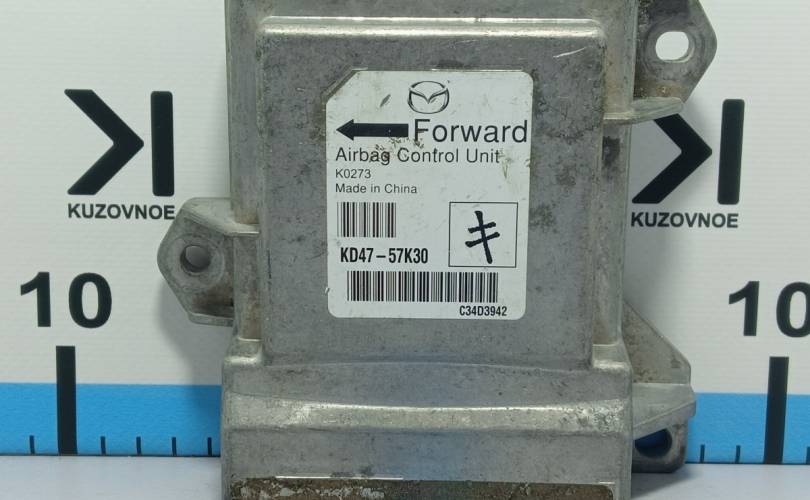 Forward
Airbag Control Unit
K0273
Made in China
キ
KD47-57K30
C34D3942
KUZOVNOE
KUZOVNOE
10
10